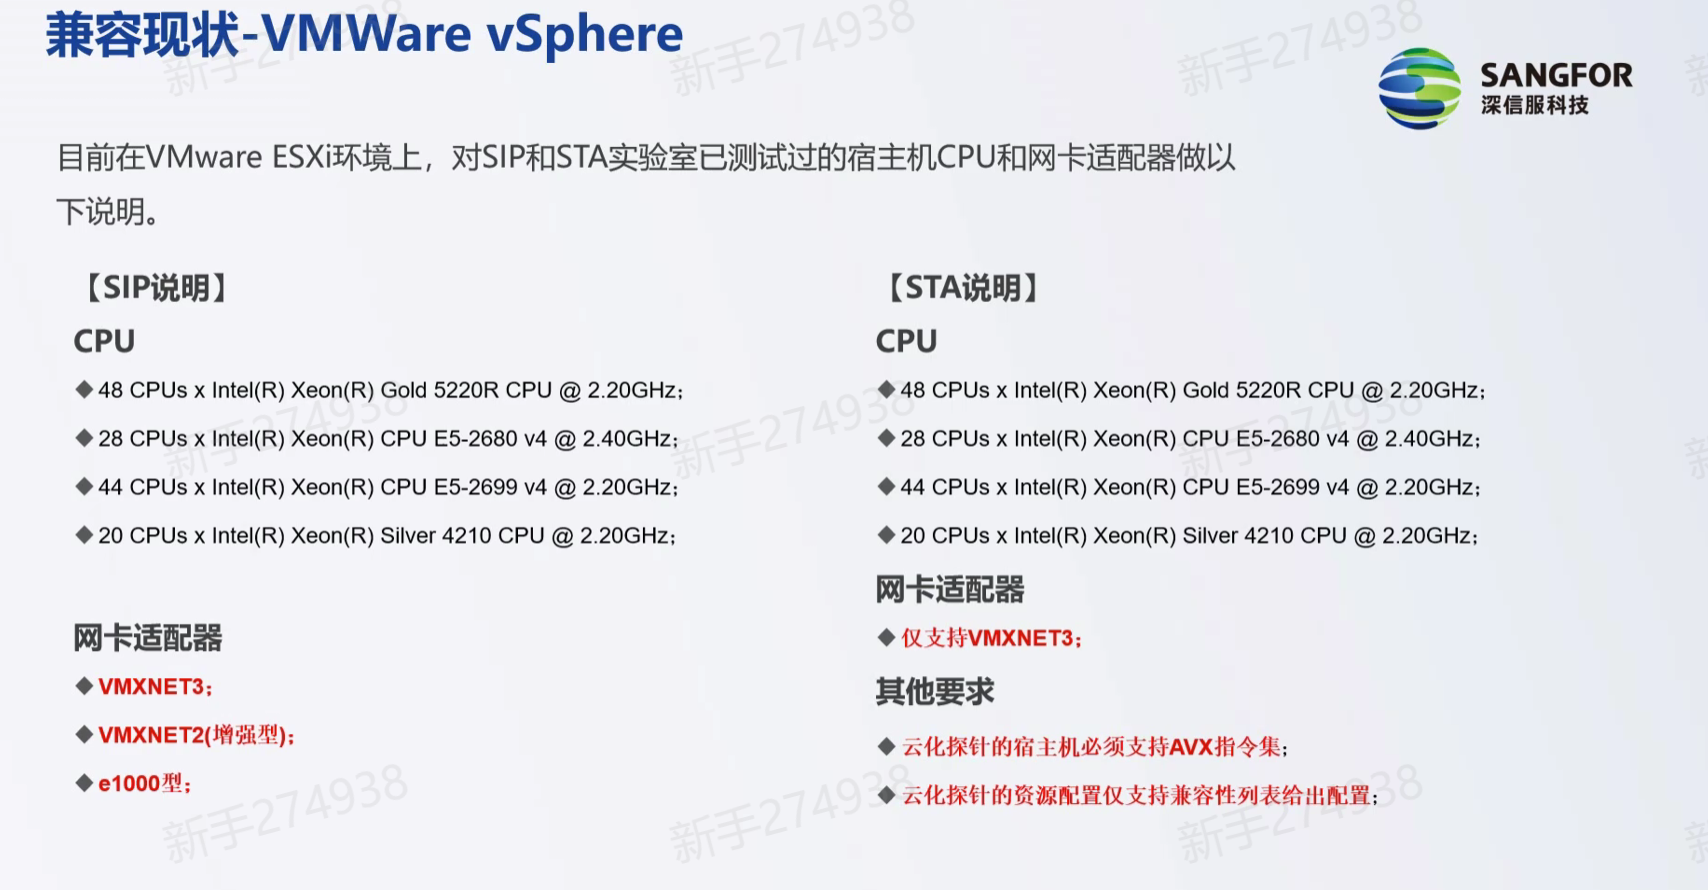 兼容现状-VMWare vSphere
SANGFOR
深信服科技
目前在VMware ESXi环境上，对SIP和STA实验室已测试过的宿主机CPU和网卡适配器做以
下说明。
【SIP说明】
CPU
◆48 CPUs x Intel(R) Xeon(R) Gold 5220R CPU @ 2.20GHz；
◆28 CPUs x Intel(R) Xeon(R) CPU E5-2680 v4 @ 2.40GHz；
◆44 CPUs x Intel(R) Xeon(R) CPU E5-2699 v4 @ 2.20GHz；
◆20 CPUs x Intel(R) Xeon(R) Silver 4210 CPU @ 2.20GHz；
网卡适配器
◆VMXNET3；
◆VMXNET2(增强型)；
◆e1000型；
【STA说明】
CPU
◆48 CPUs x Intel(R) Xeon(R) Gold 5220R CPU @ 2.20GHz；
◆28 CPUs x Intel(R) Xeon(R) CPU E5-2680 v4 @ 2.40GHz；
◆44 CPUs x Intel(R) Xeon(R) CPU E5-2699 v4 @ 2.20GHz；
◆20 CPUs x Intel(R) Xeon(R) Silver 4210 CPU @ 2.20GHz；
网卡适配器
◆仅支持VMXNET3；
其他要求
◆云化探针的宿主机必须支持AVX指令集；
◆云化探针的资源配置仅支持兼容性列表给出配置；
新手274938
新手274938
新手274938
新手274938
新手274938
新手274938
新手274938
新手274938
新手274938